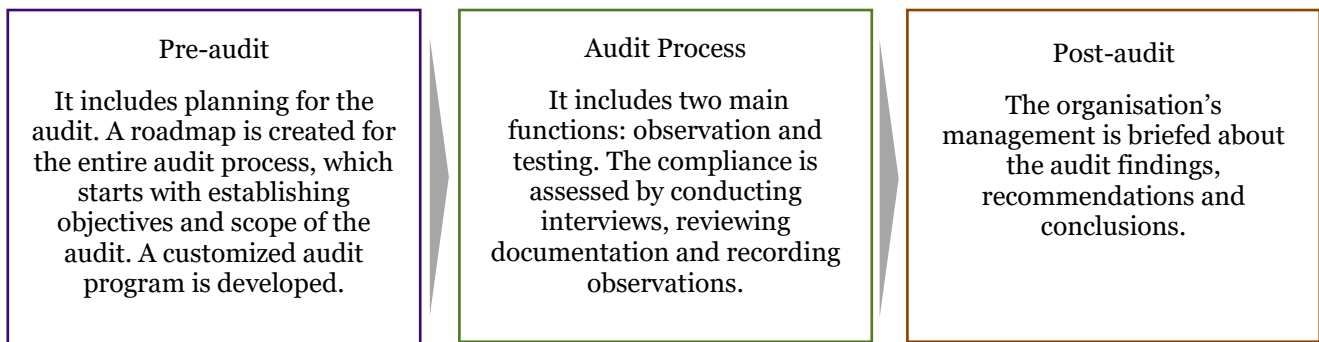 Pre-audit
It includes planning for the
audit. A roadmap is created for
the entire audit process, which
starts with establishing
objectives and scope of the
audit. A customized audit
program is developed.
Audit Process
It includes two main
functions: observation and
testing. The compliance is
assessed by conducting
interviews, reviewing
documentation and recording
observations.
Post-audit
The organisation’s
management is briefed about
the audit findings,
recommendations and
conclusions.